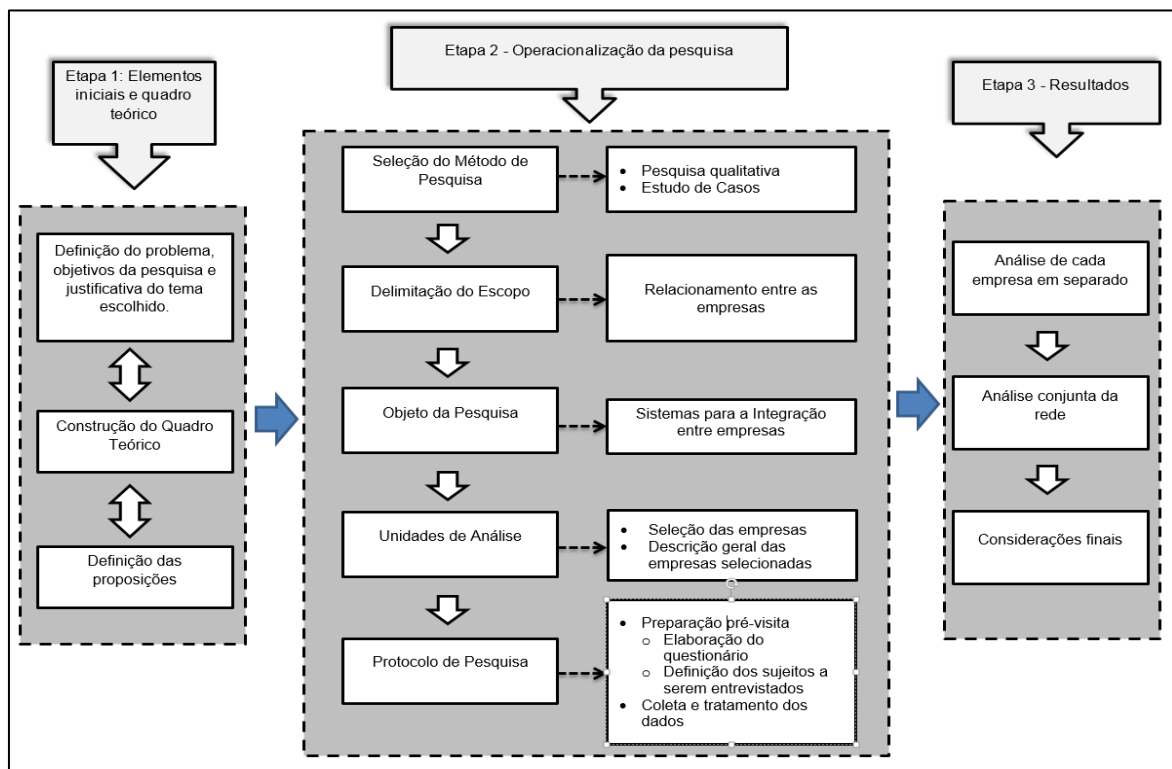 Etapa 1: Elementos
iniciais e quadro
teórico
Definição do problema,
objetivos da pesquisa e
justificativa do tema
escolhido.
Construção do Quadro
Teórico
Definição das
proposições
Etapa 2 - Operacionalização da pesquisa
Seleção do Método de
Pesquisa
• Pesquisa qualitativa
• Estudo de Casos
Delimitação do Escopo
Relacionamento entre as
empresas
Objeto da Pesquisa
Sistemas para a Integração
entre empresas
Unidades de Análise
• Seleção das empresas
• Descrição geral das
empresas selecionadas
Protocolo de Pesquisa
• Preparação pré-visita
o Elaboração do
questionário
o Definição dos sujeitos a
serem entrevistados
• Coleta e tratamento dos
dados
Etapa 3 - Resultados
Análise de cada
empresa em separado
Análise conjunta da
rede
Considerações finais